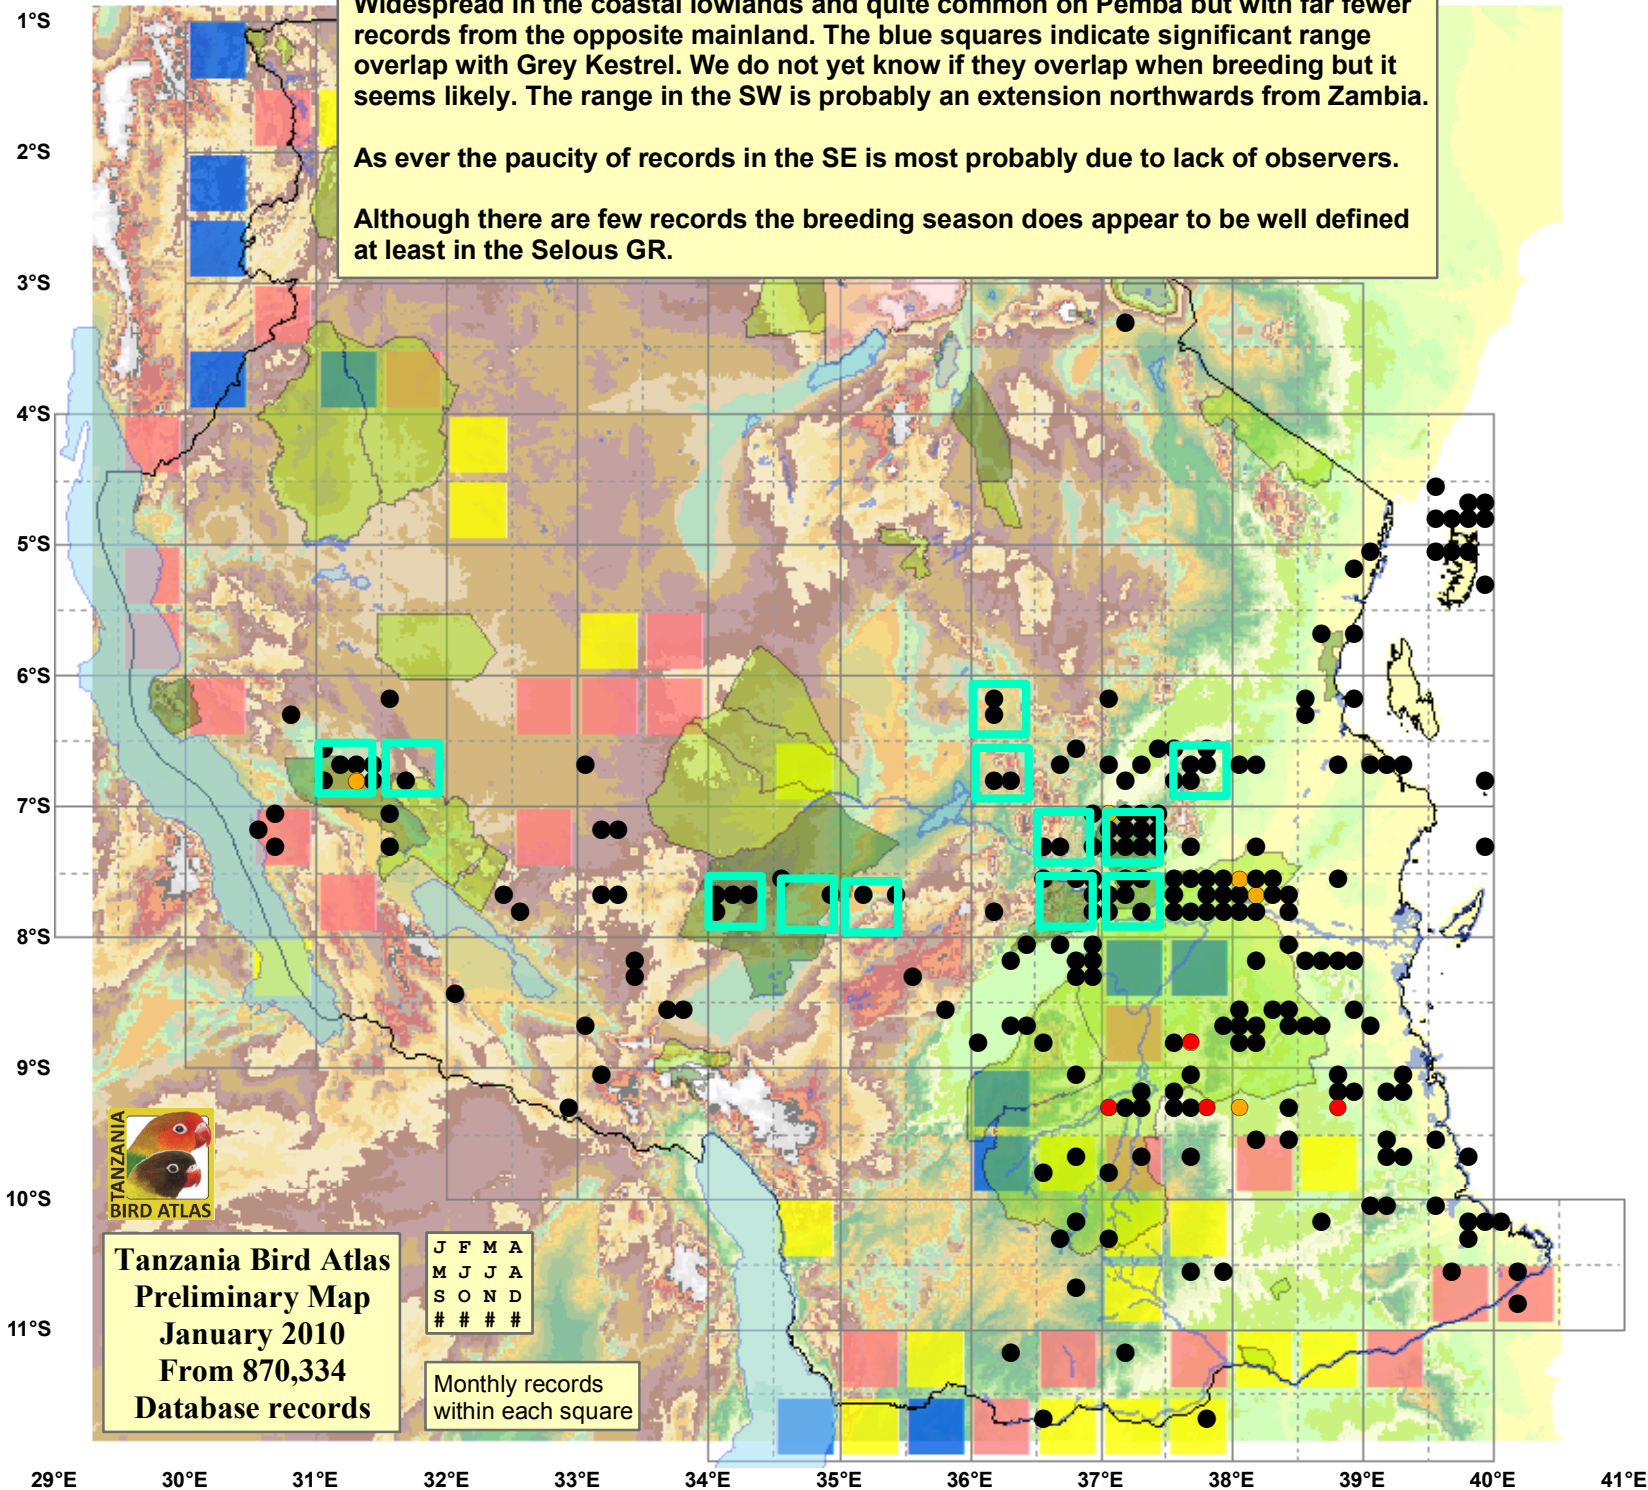 Widespread in the coastal lowlands and quite common on Pemba but with far fewer
records from the opposite mainland. The blue squares indicate significant range
overlap with Grey Kestrel. We do not yet know if they overlap when breeding but it
seems likely. The range in the SW is probably an extension northwards from Zambia.
As ever the paucity of records in the SE is most probably due to lack of observers.
Although there are few records the breeding season does appear to be well defined
at least in the Selous GR.
1°S
2°S
3°S
4°S
5°S
6°S
7°S
8°S
9°S
10°S
11°S
TANZANIA
BIRD ATLAS
Tanzania Bird Atlas
Preliminary Map
January 2010
From 870,334
Database records
J F M A
M J J A
S O N D
# # # #
Monthly records
within each square
29°E 30°E 31°E 32°E 33°E 34°E 35°E 36°E 37°E 38°E 39°E 40°E 41°E